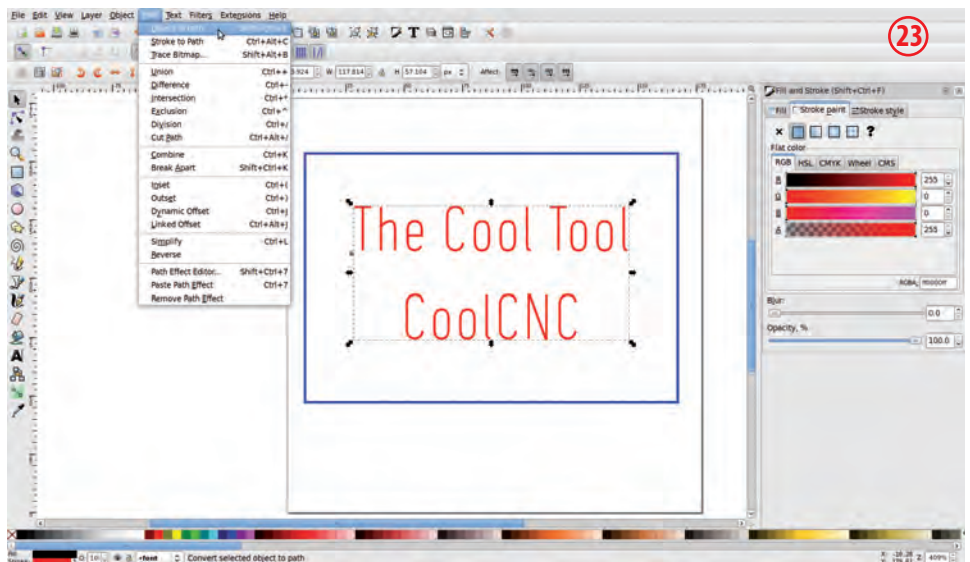 File Edit View Layer Object Text Filters Extensions Help
23
Stroke to Path Ctrl+Alt+C
Trace Bitmap... Shift+Alt+B
Union Ctrl++
Difference Ctrl+-
Intersection Ctrl+*
Exclusion Ctrl+^
Division Ctrl+/
Cut Path Ctrl+Alt+/
Combine Ctrl+K
Break Apart Shift+Ctrl+K
Inset Ctrl+(
Outset Ctrl+)
Dynamic Offset Ctrl+J
Linked Offset Ctrl+Alt+J
Simplify Ctrl+L
Reverse
Path Effect Editor... Shift+Ctrl+7
Paste Path Effect Ctrl+7
Remove Path Effect
W 117.814 H 57.104 px Affect:
The Cool Tool
CoolCNC
Fill and Stroke (Shift+Ctrl+F)
Fill Stroke paint Stroke style
?
Flat color
RGB HSL CMYK Wheel CMS
R 255
G 0
B 0
A 255
RGBA:
Blur:
0.0
Opacity, %
100.0
Convert selected object to path
Z 409%